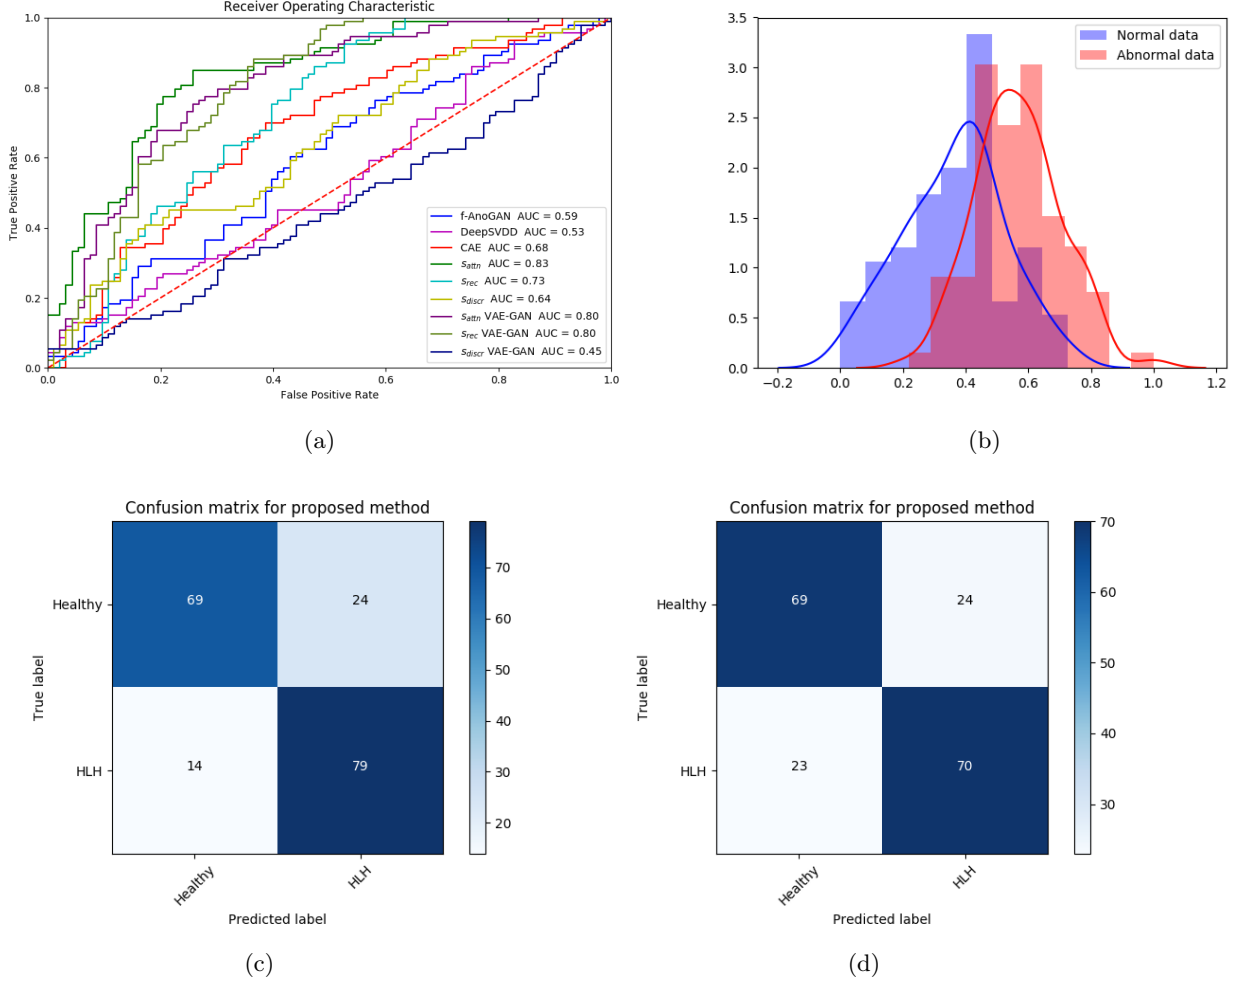 Receiver Operating Characteristic
True Positive Rate
1.0
0.8
0.6
0.4
0.2
0.0
f-AnoGAN AUC = 0.59
DeepSVDD AUC = 0.53
CAE AUC = 0.68
s_attn AUC = 0.83
s_rec AUC = 0.73
s_discr AUC = 0.64
s_attn VAE-GAN AUC = 0.80
s_rec VAE-GAN AUC = 0.80
s_discr VAE-GAN AUC = 0.45
0.0 0.2 0.4 0.6 0.8 1.0
False Positive Rate
(a)
3.5
3.0
2.5
2.0
1.5
1.0
0.5
0.0
Normal data
Abnormal data
−0.2 0.0 0.2 0.4 0.6 0.8 1.0 1.2
(b)
Confusion matrix for proposed method
True label
Healthy
69 24
HLH
14 79
Healthy HLH
Predicted label
70
60
50
40
30
20
(c)
Confusion matrix for proposed method
True label
Healthy
69 24
HLH
23 70
Healthy HLH
Predicted label
70
60
50
40
30
(d)